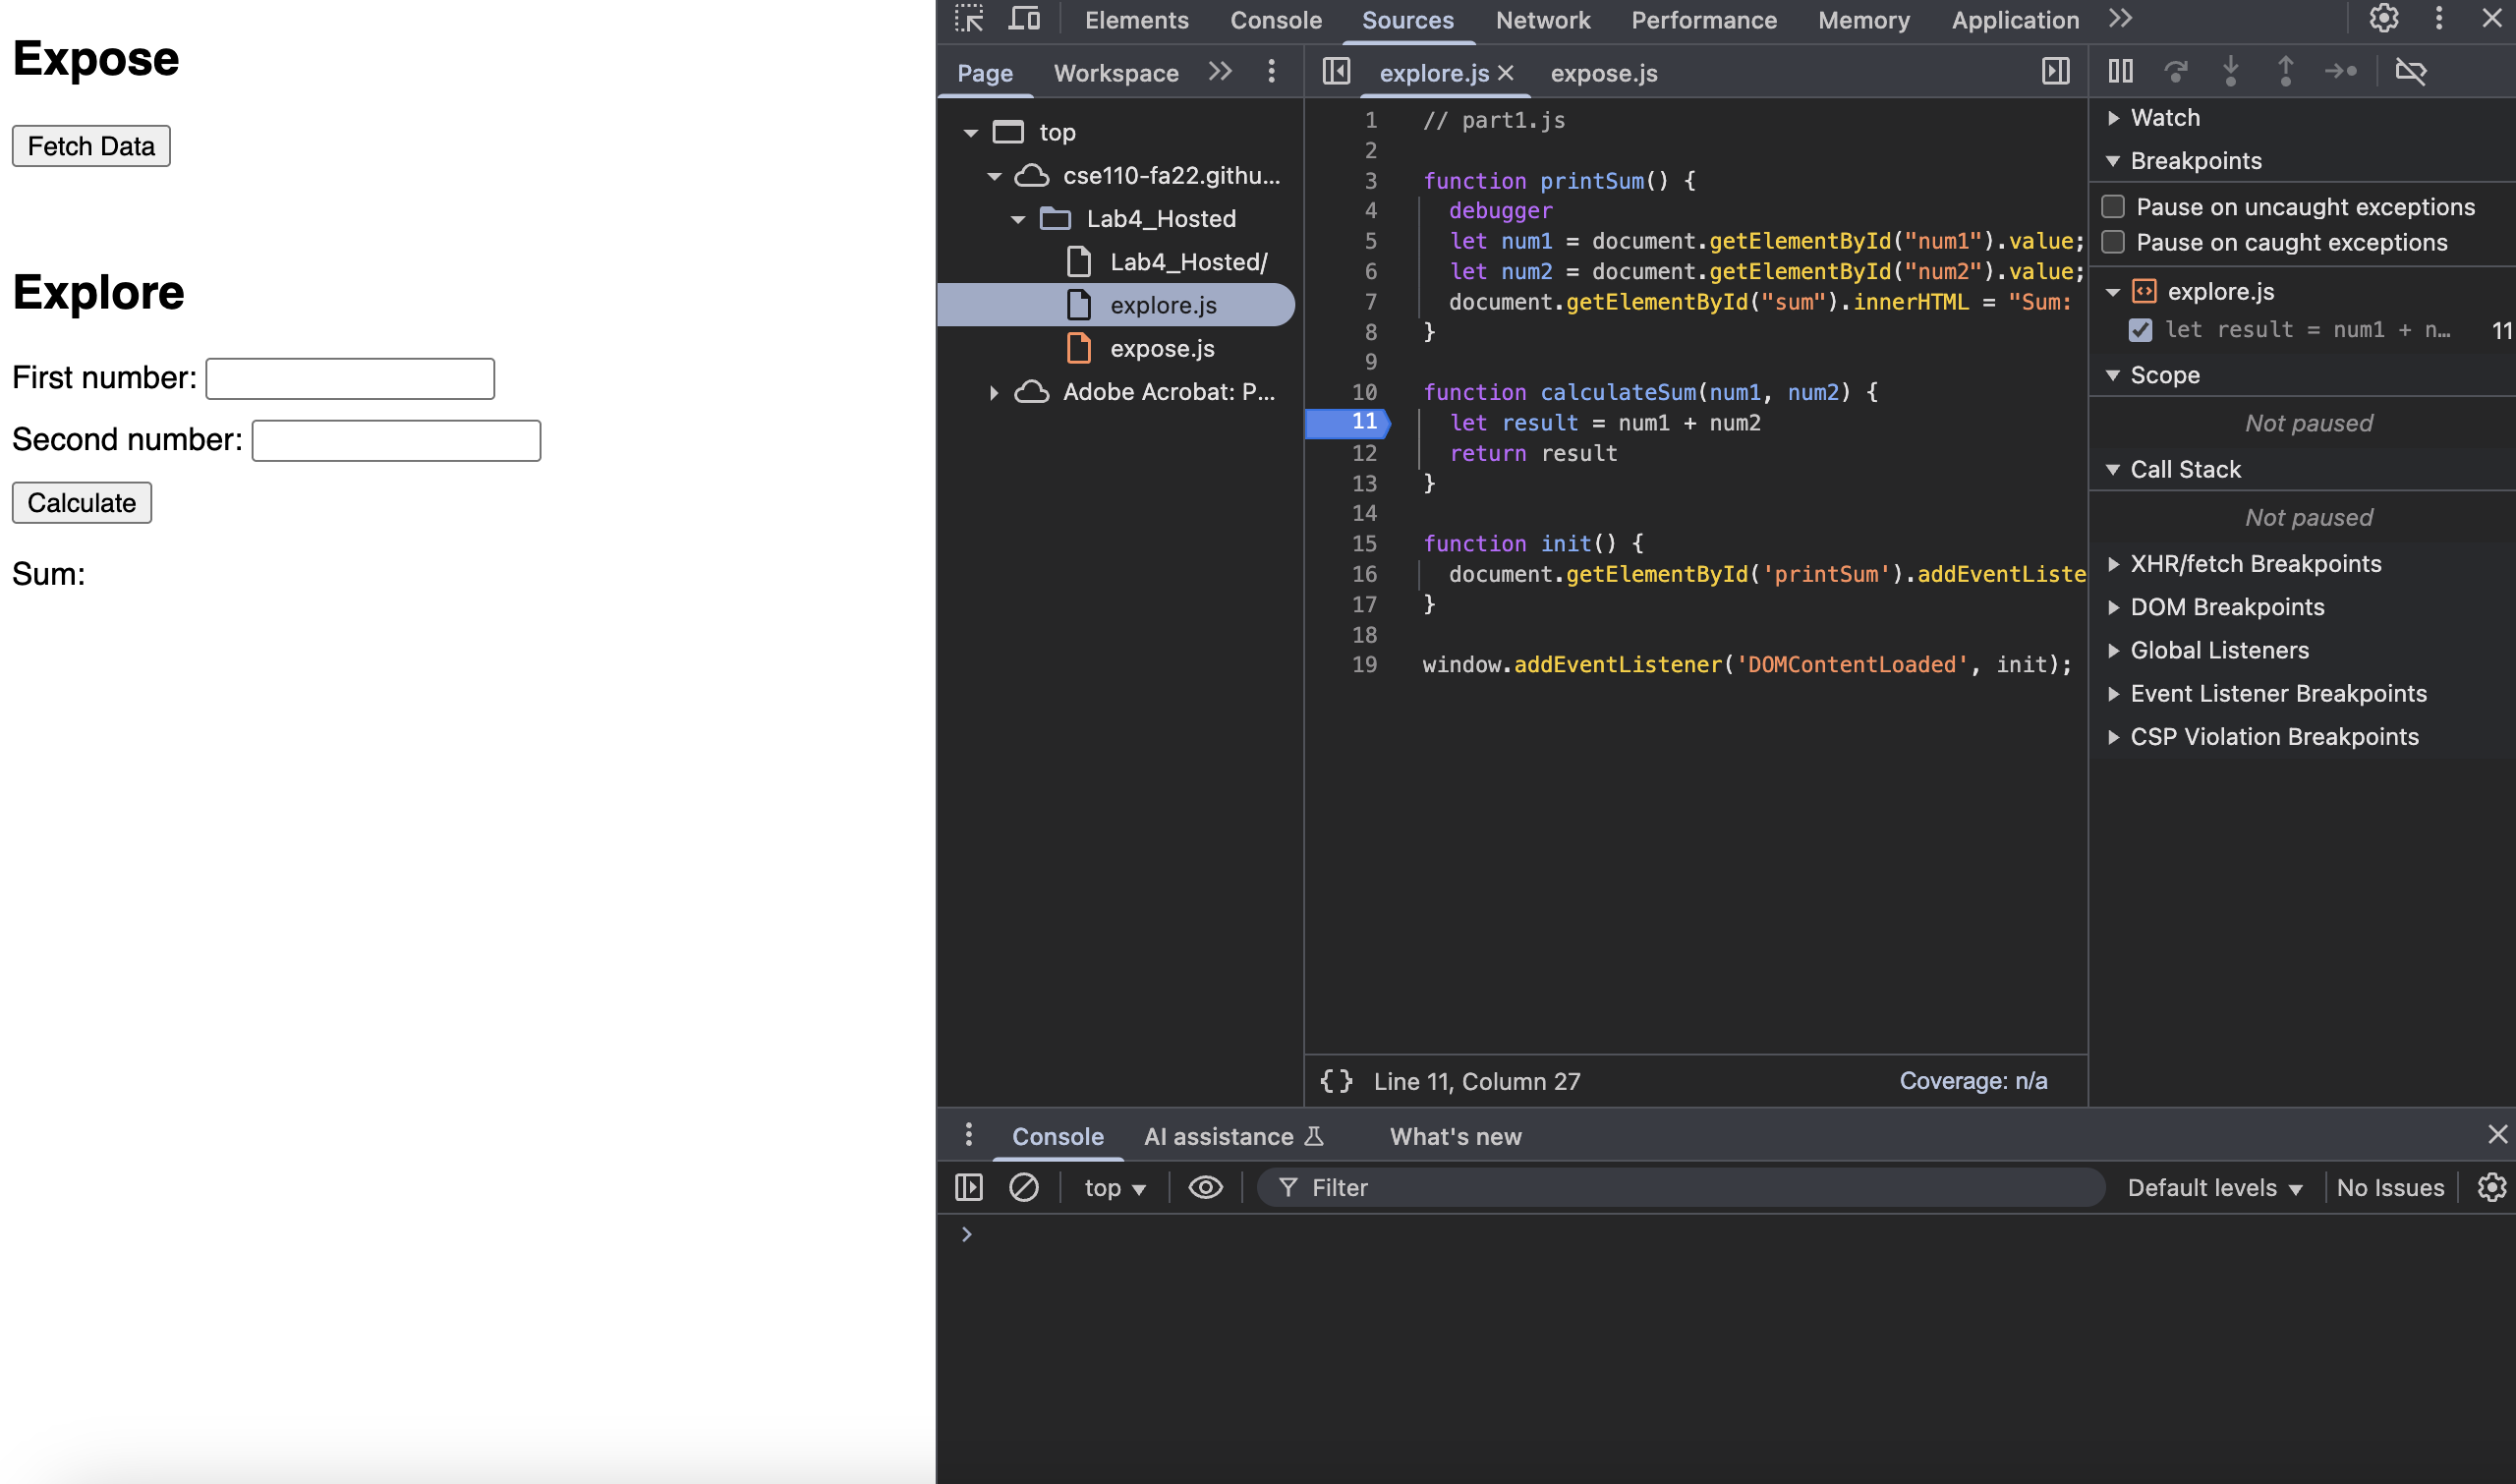 Expose
Fetch Data
Explore
First number:
Second number:
Calculate
Sum:
Elements Console Sources Network Performance Memory Application
Page Workspace
explore.js expose.js
top
cse110-fa22.githu…
Lab4_Hosted
Lab4_Hosted/
explore.js
expose.js
Adobe Acrobat: P…
1 // part1.js
2
3 function printSum() {
4 debugger
5 let num1 = document.getElementById("num1").value;
6 let num2 = document.getElementById("num2").value;
7 document.getElementById("sum").innerHTML = "Sum:
8 }
9
10 function calculateSum(num1, num2) {
11 let result = num1 + num2
12 return result
13 }
14
15 function init() {
16 document.getElementById('printSum').addEventListe
17 }
18
19 window.addEventListener('DOMContentLoaded', init);
{} Line 11, Column 27 Coverage: n/a
Watch
Breakpoints
Pause on uncaught exceptions
Pause on caught exceptions
explore.js
let result = num1 + n… 11
Scope
Not paused
Call Stack
Not paused
XHR/fetch Breakpoints
DOM Breakpoints
Global Listeners
Event Listener Breakpoints
CSP Violation Breakpoints
Console AI assistance What's new
top Filter Default levels No Issues